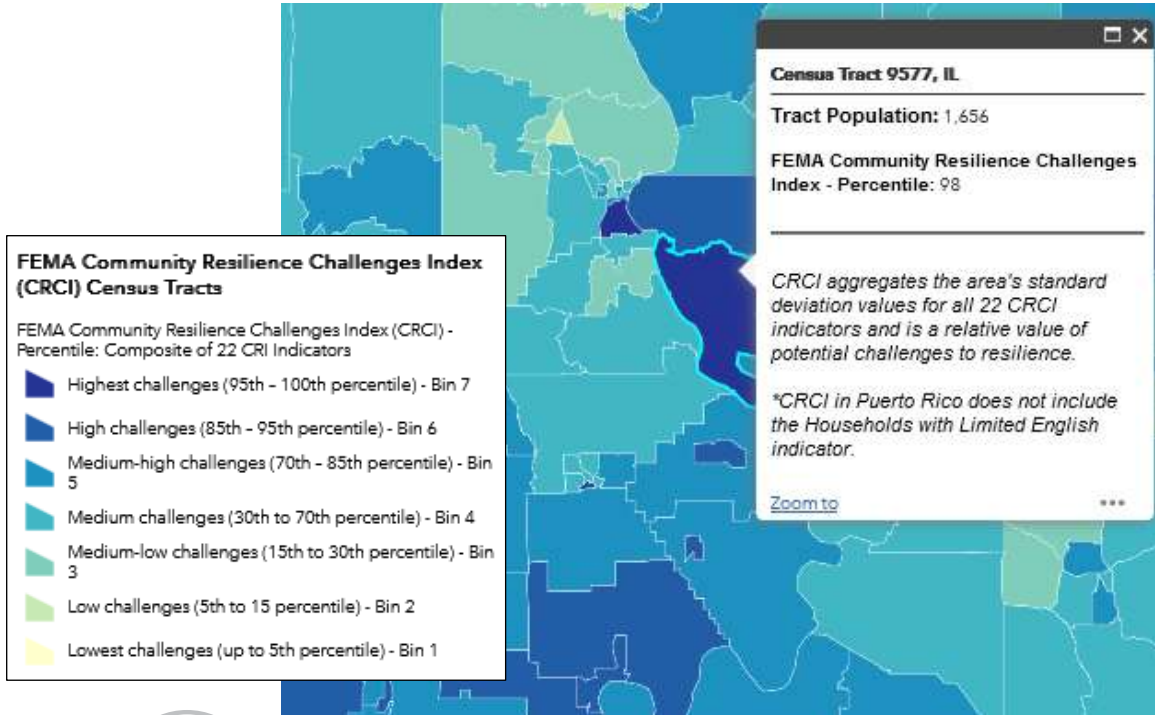 FEMA Community Resilience Challenges Index
(CRCI) Census Tracts
FEMA Community Resilience Challenges Index (CRCI) -
Percentile: Composite of 22 CRI Indicators
Highest challenges (95th - 100th percentile) - Bin 7
High challenges (85th - 95th percentile) - Bin 6
Medium-high challenges (70th - 85th percentile) - Bin
5
Medium challenges (30th to 70th percentile) - Bin 4
Medium-low challenges (15th to 30th percentile) - Bin
3
Low challenges (5th to 15 percentile) - Bin 2
Lowest challenges (up to 5th percentile) - Bin 1
Census Tract 9577, IL
Tract Population: 1,656
FEMA Community Resilience Challenges
Index - Percentile: 98
CRCI aggregates the area's standard
deviation values for all 22 CRCI
indicators and is a relative value of
potential challenges to resilience.
*CRCI in Puerto Rico does not include
the Households with Limited English
indicator.
Zoom to